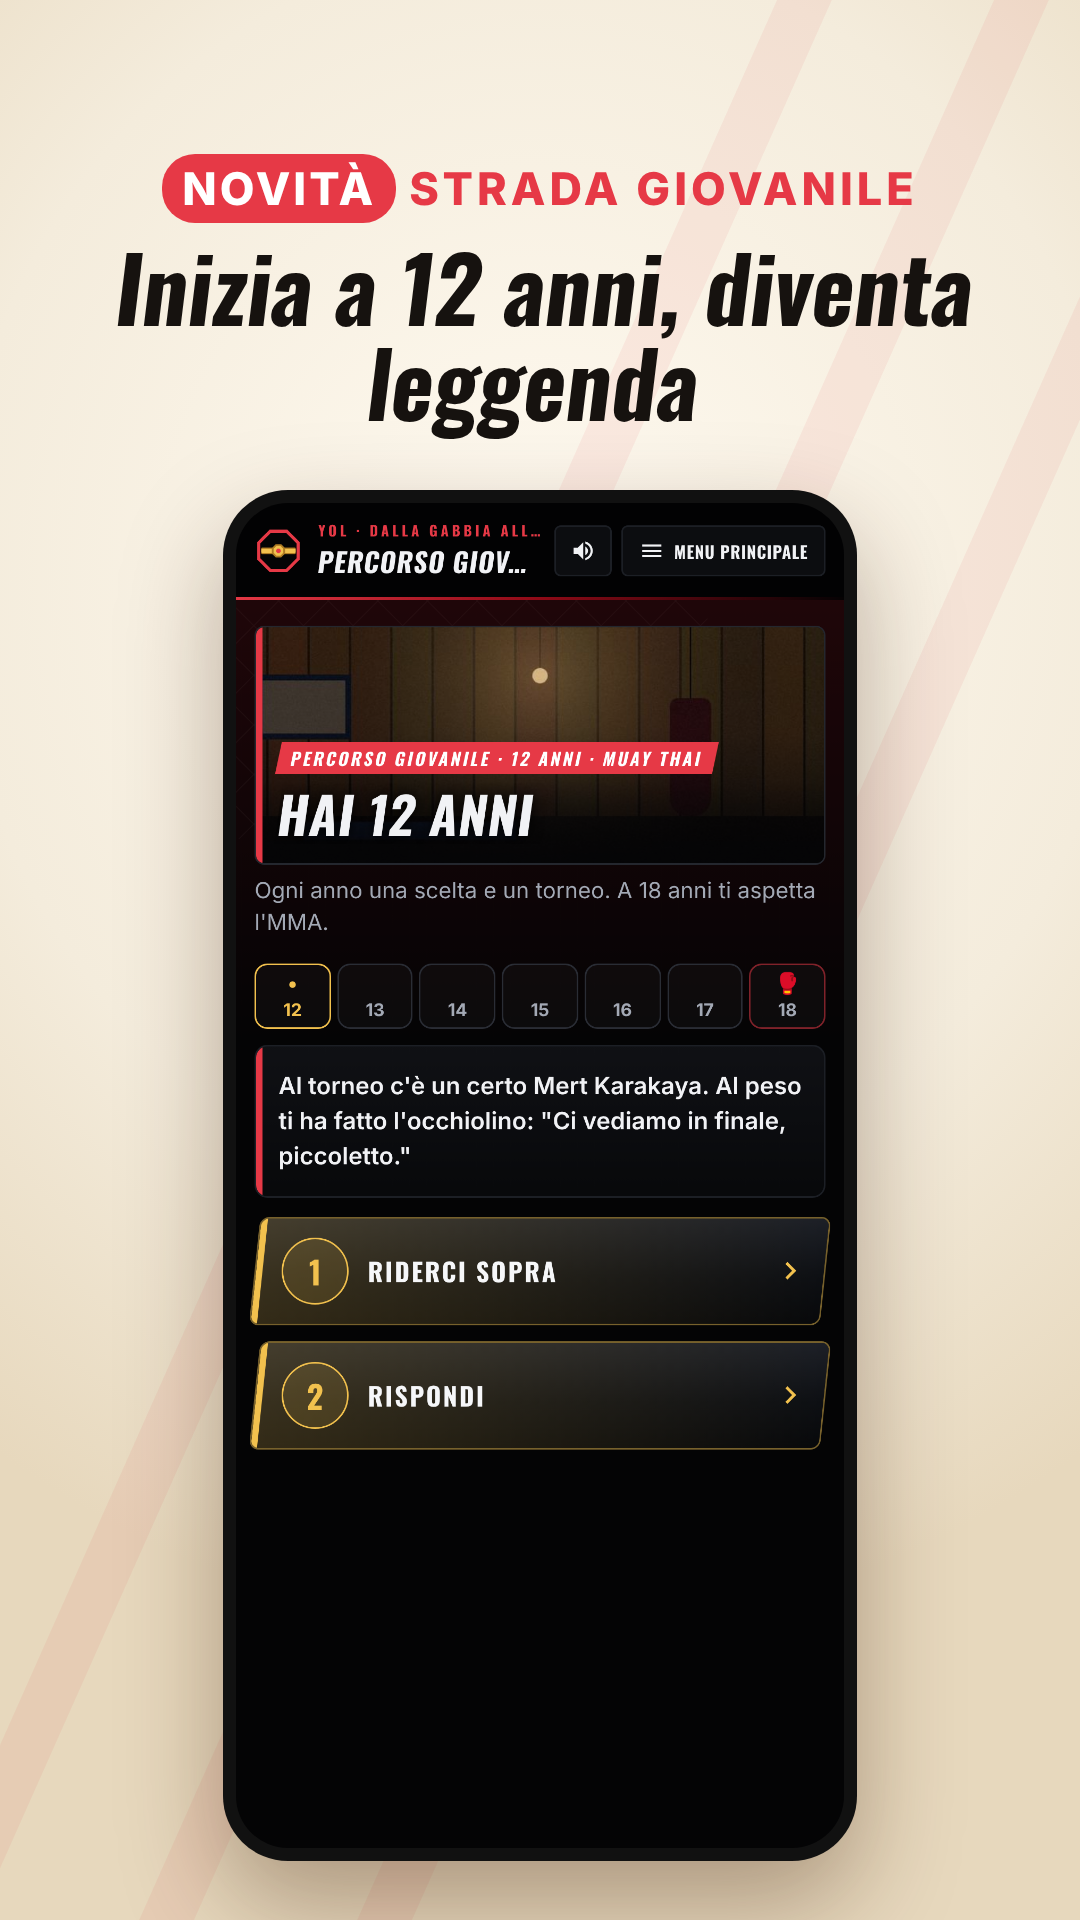 NOVITÀ STRADA GIOVANILE
Inizia a 12 anni, diventa
leggenda
YOL · DALLA GABBIA ALL…
PERCORSO GIOV…
MENU PRINCIPALE
PERCORSO GIOVANILE · 12 ANNI · MUAY THAI
HAI 12 ANNI
Ogni anno una scelta e un torneo. A 18 anni ti aspetta
l'MMA.
12 13 14 15 16 17 18
Al torneo c'è un certo Mert Karakaya. Al peso
ti ha fatto l'occhiolino: "Ci vediamo in finale,
piccoletto."
1 RIDERCI SOPRA
2 RISPONDI